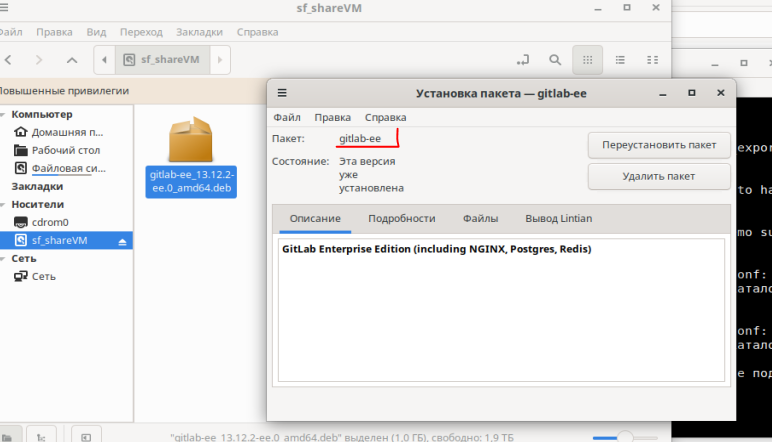 sf_shareVM
Файл Правка Вид Переход Закладки Справка
sf_shareVM
Повышенные привилегии
Компьютер
Домашняя п...
Рабочий стол
Файловая си...
Закладки
Носители
cdrom0
sf_shareVM
Сеть
Сеть
gitlab-ee_13.12.2-
ee.0_amd64.deb
Установка пакета — gitlab-ee
Файл Правка Справка
Пакет: gitlab-ee
Состояние: Эта версия
уже
установлена
Переустановить пакет
Удалить пакет
Описание Подробности Файлы Вывод Lintian
GitLab Enterprise Edition (including NGINX, Postgres, Redis)
expor
to ha
mo su
onf:
атало
onf:
атало
е под
"gitlab-ee_13.12.2-ee.0_amd64.deb" выделен (1,0 ГБ), свободно: 1,9 ТБ